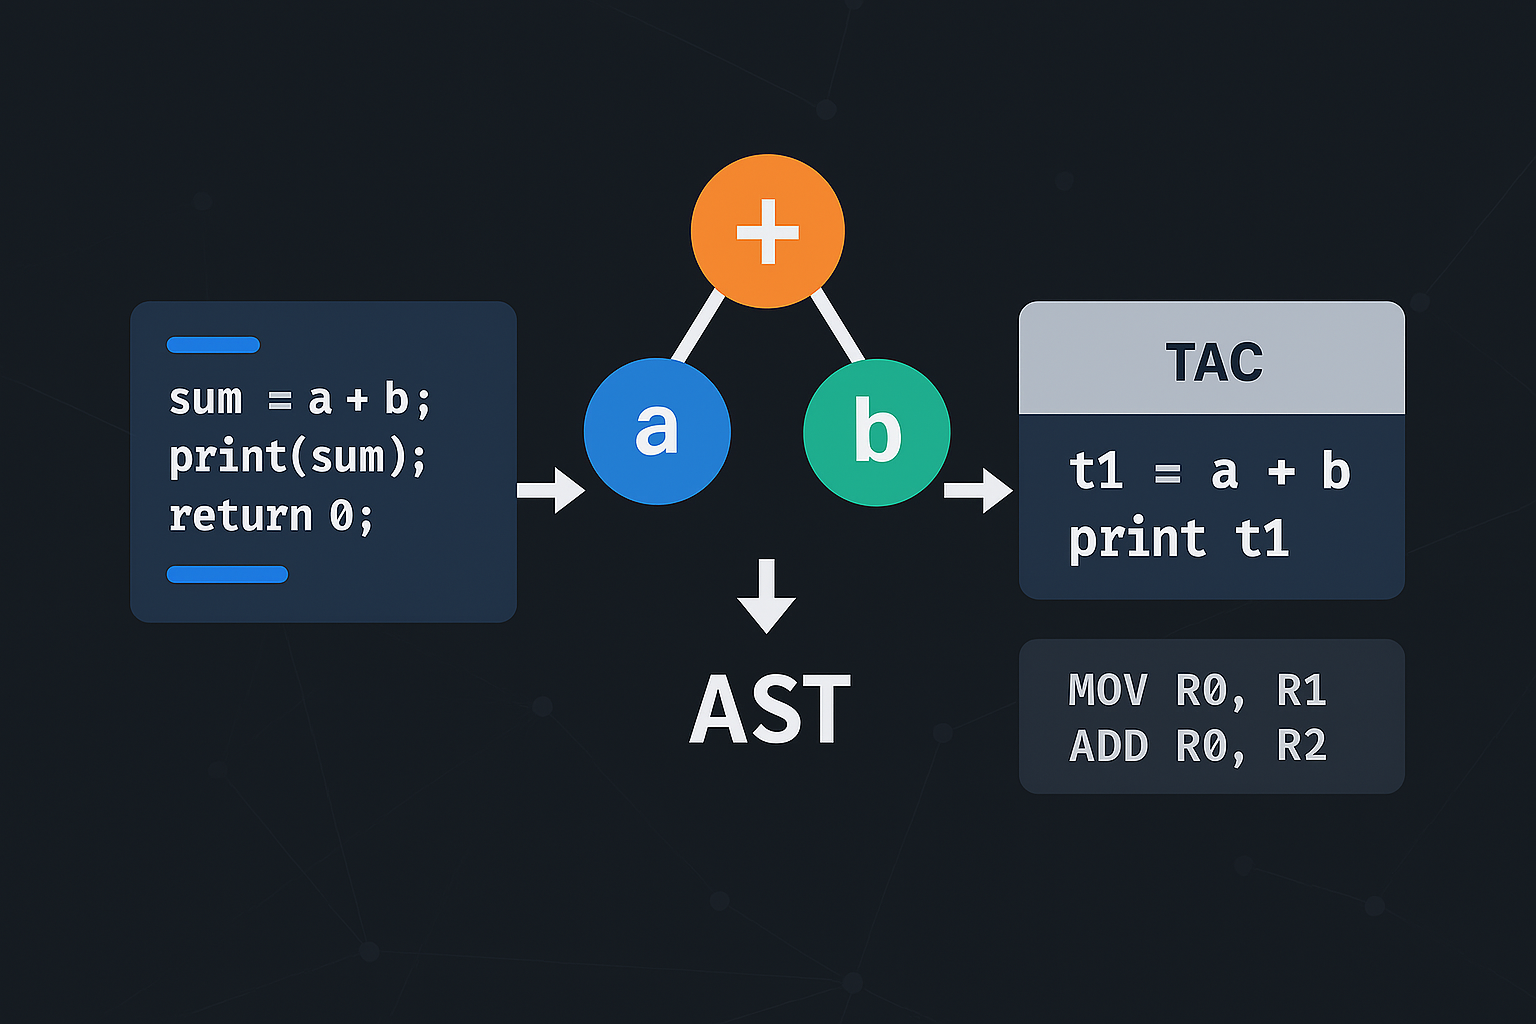 sum = a + b;
print(sum);
return 0;
+
a
b
AST
TAC
t1 = a + b
print t1
MOV R0, R1
ADD R0, R2